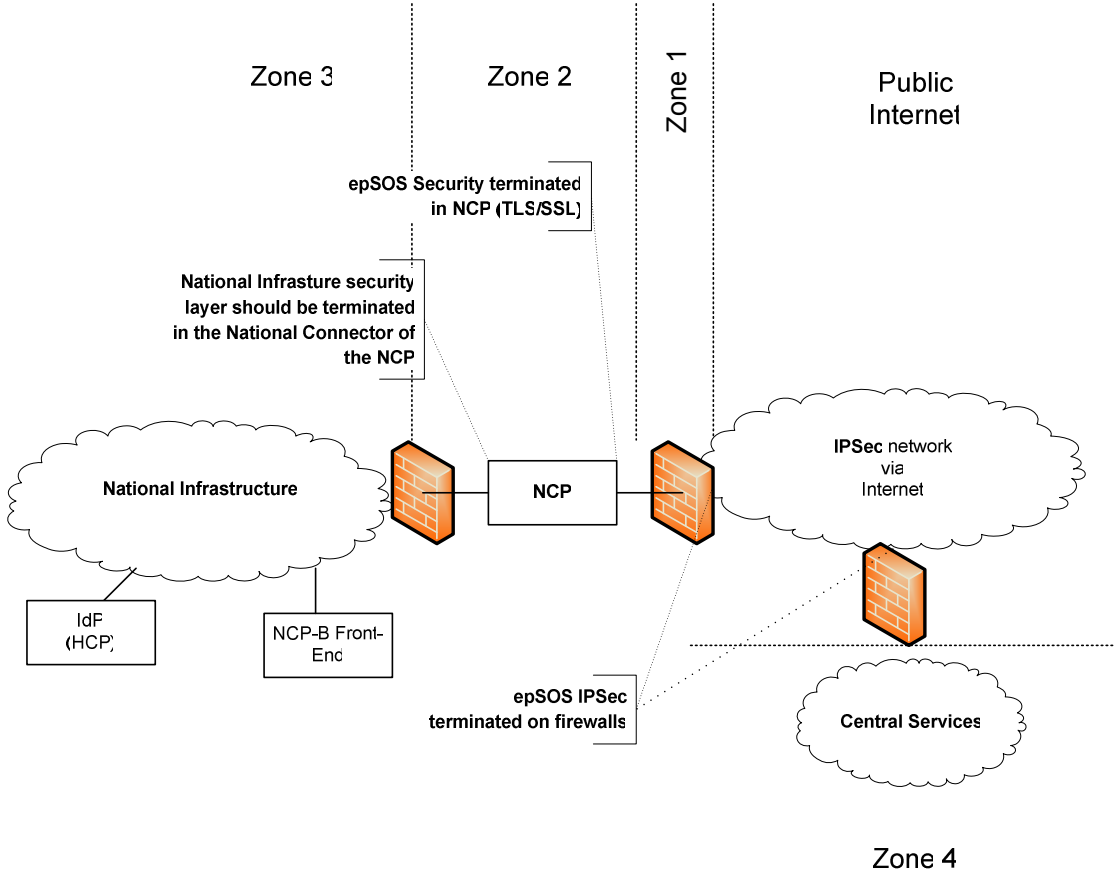 Zone 3
Zone 2
Zone 1
Public
Internet
epSOS Security terminated
in NCP (TLS/SSL)
National Infrasture security
layer should be terminated
in the National Connector of
the NCP
National Infrastructure
NCP
IPSec network
via
Internet
IdP
(HCP)
NCP-B Front-
End
epSOS IPSec
terminated on firewalls
Central Services
Zone 4